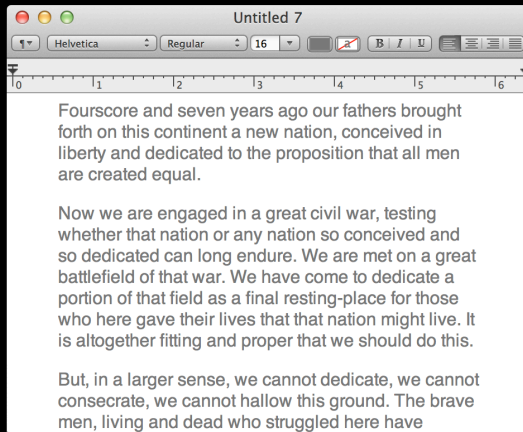 Untitled 7
¶ Helvetica Regular 16 a B I U
0 1 2 3 4 5 6
Fourscore and seven years ago our fathers brought
forth on this continent a new nation, conceived in
liberty and dedicated to the proposition that all men
are created equal.
Now we are engaged in a great civil war, testing
whether that nation or any nation so conceived and
so dedicated can long endure. We are met on a great
battlefield of that war. We have come to dedicate a
portion of that field as a final resting-place for those
who here gave their lives that that nation might live. It
is altogether fitting and proper that we should do this.
But, in a larger sense, we cannot dedicate, we cannot
consecrate, we cannot hallow this ground. The brave
men, living and dead who struggled here have